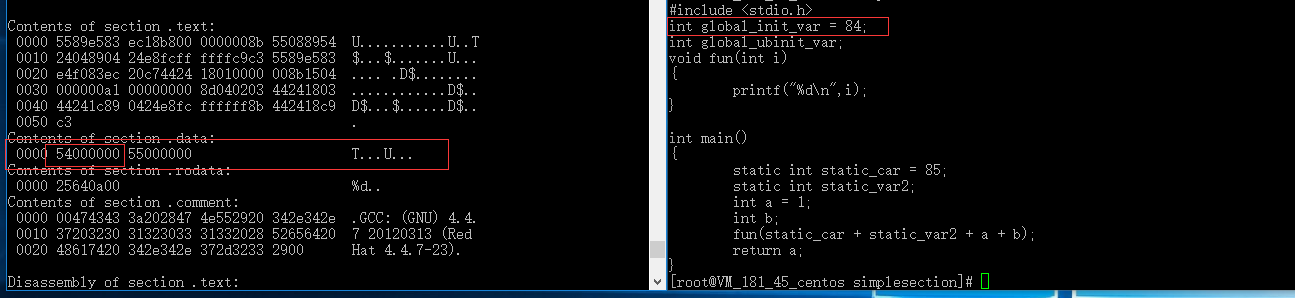 Contents of section .text:
 0000 5589e583 ec18b800 0000008b 55088954  U...........U..T
 0010 24048904 24e8fcff ffffc9c3 5589e583  $...$.......U...
 0020 e4f083ec 20c74424 18010000 008b1504  .... .D$........
 0030 000000a1 00000000 8d040203 44241803  ............D$..
 0040 44241c89 0424e8fc ffffff8b 442418c9  D$...$......D$..
 0050 c3                                   .
Contents of section .data:
 0000 54000000 55000000                    T...U...
Contents of section .rodata:
 0000 25640a00                             %d..
Contents of section .comment:
 0000 00474343 3a202847 4e552920 342e342e  .GCC: (GNU) 4.4.
 0010 37203230 31323033 31332028 52656420  7 20120313 (Red
 0020 48617420 342e342e 372d3233 2900      Hat 4.4.7-23).
Disassembly of section .text:
#include <stdio.h>
int global_init_var = 84;
int global_ubinit_var;
void fun(int i)
{
        printf("%d\n",i);
}
int main()
{
        static int static_car = 85;
        static int static_var2;
        int a = 1;
        int b;
        fun(static_car + static_var2 + a + b);
        return a;
}
[root@VM_181_45_centos simplesection]#